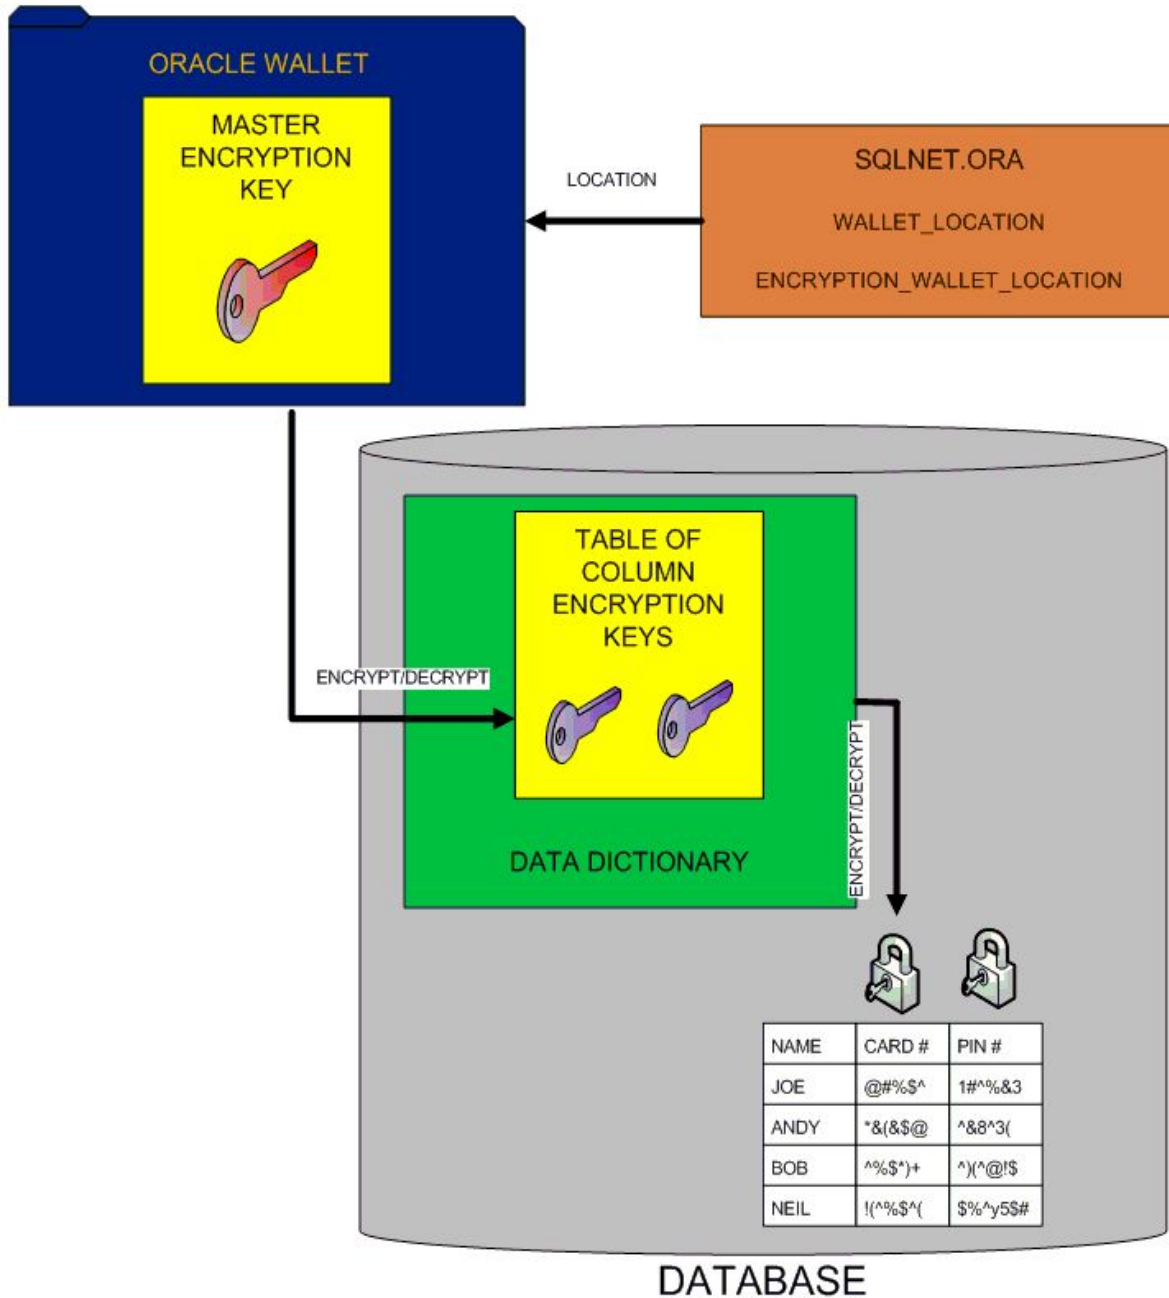 ORACLE WALLET
MASTER
ENCRYPTION
KEY
LOCATION
SQLNET.ORA
WALLET_LOCATION
ENCRYPTION_WALLET_LOCATION
TABLE OF
COLUMN
ENCRYPTION
KEYS
ENCRYPT/DECRYPT
ENCRYPT/DECRYPT
DATA DICTIONARY
NAME CARD # PIN #
JOE @#%$^ 1#^%&3
ANDY *&(&$@ ^&8^3(
BOB ^%$*)+ ^)(^@!$
NEIL !(^%$^( $%^y5$#
DATABASE